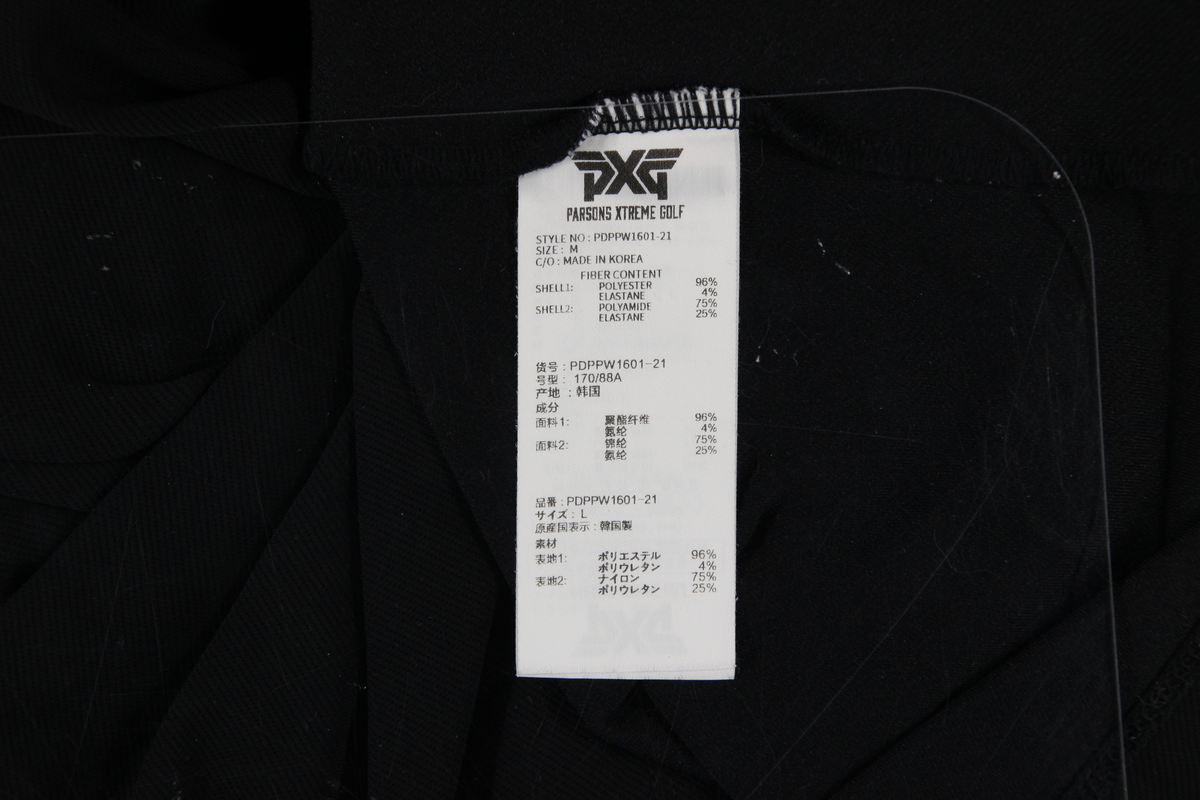 PXG
PARSONS XTREME GOLF
STYLE NO : PDPPW1601-21
SIZE : M
C/O : MADE IN KOREA
FIBER CONTENT
SHELL1: POLYESTER 96%
ELASTANE 4%
SHELL2: POLYAMIDE 75%
ELASTANE 25%
货号 : PDPPW1601-21
号型 : 170/88A
产地 : 韩国
成分
面料1: 聚酯纤维 96%
氨纶 4%
面料2: 锦纶 75%
氨纶 25%
品番 : PDPPW1601-21
サイズ : L
原産国表示 : 韓国製
素材
表地1: ポリエステル 96%
ポリウレタン 4%
表地2: ナイロン 75%
ポリウレタン 25%